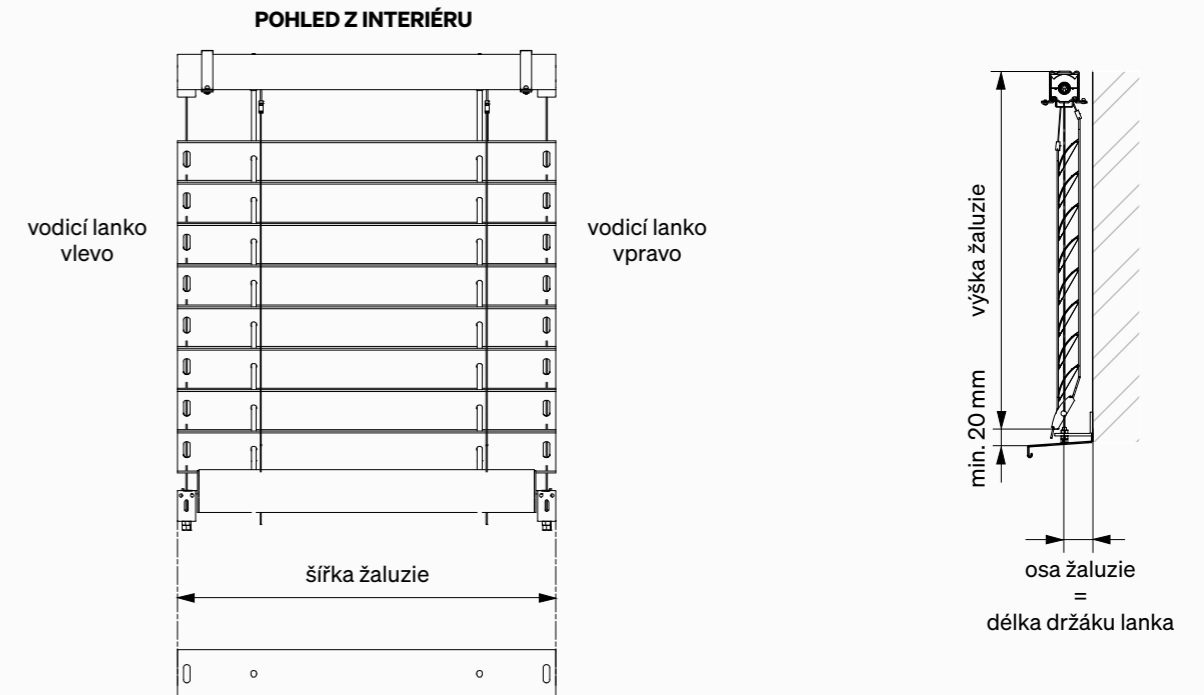 POHLED Z INTERIÉRU
vodicí lanko
vlevo
vodicí lanko
vpravo
šířka žaluzie
výška žaluzie
min. 20 mm
osa žaluzie
=
délka držáku lanka